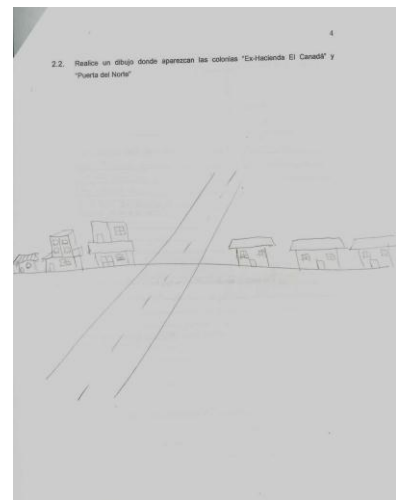 4
2.2. Realice un dibujo donde aparezcan las colonias "Ex-Hacienda El Canadá" y
"Puerta del Norte"